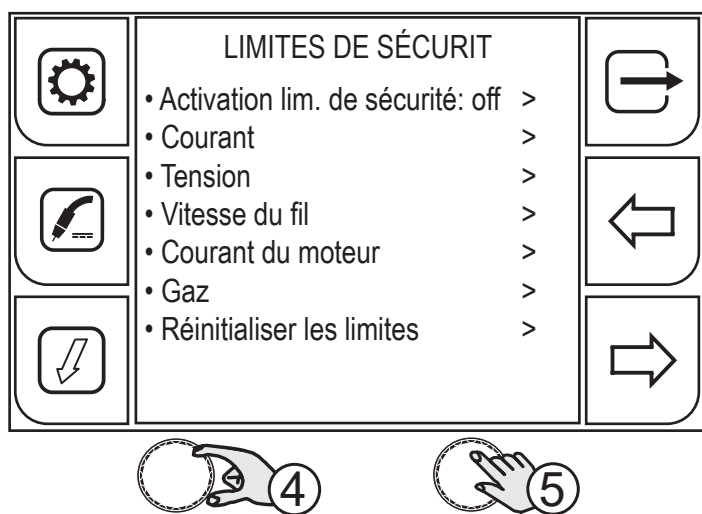 LIMITES DE SÉCURIT
• Activation lim. de sécurité: off >
• Courant >
• Tension >
• Vitesse du fil >
• Courant du moteur >
• Gaz >
• Réinitialiser les limites >
4 5